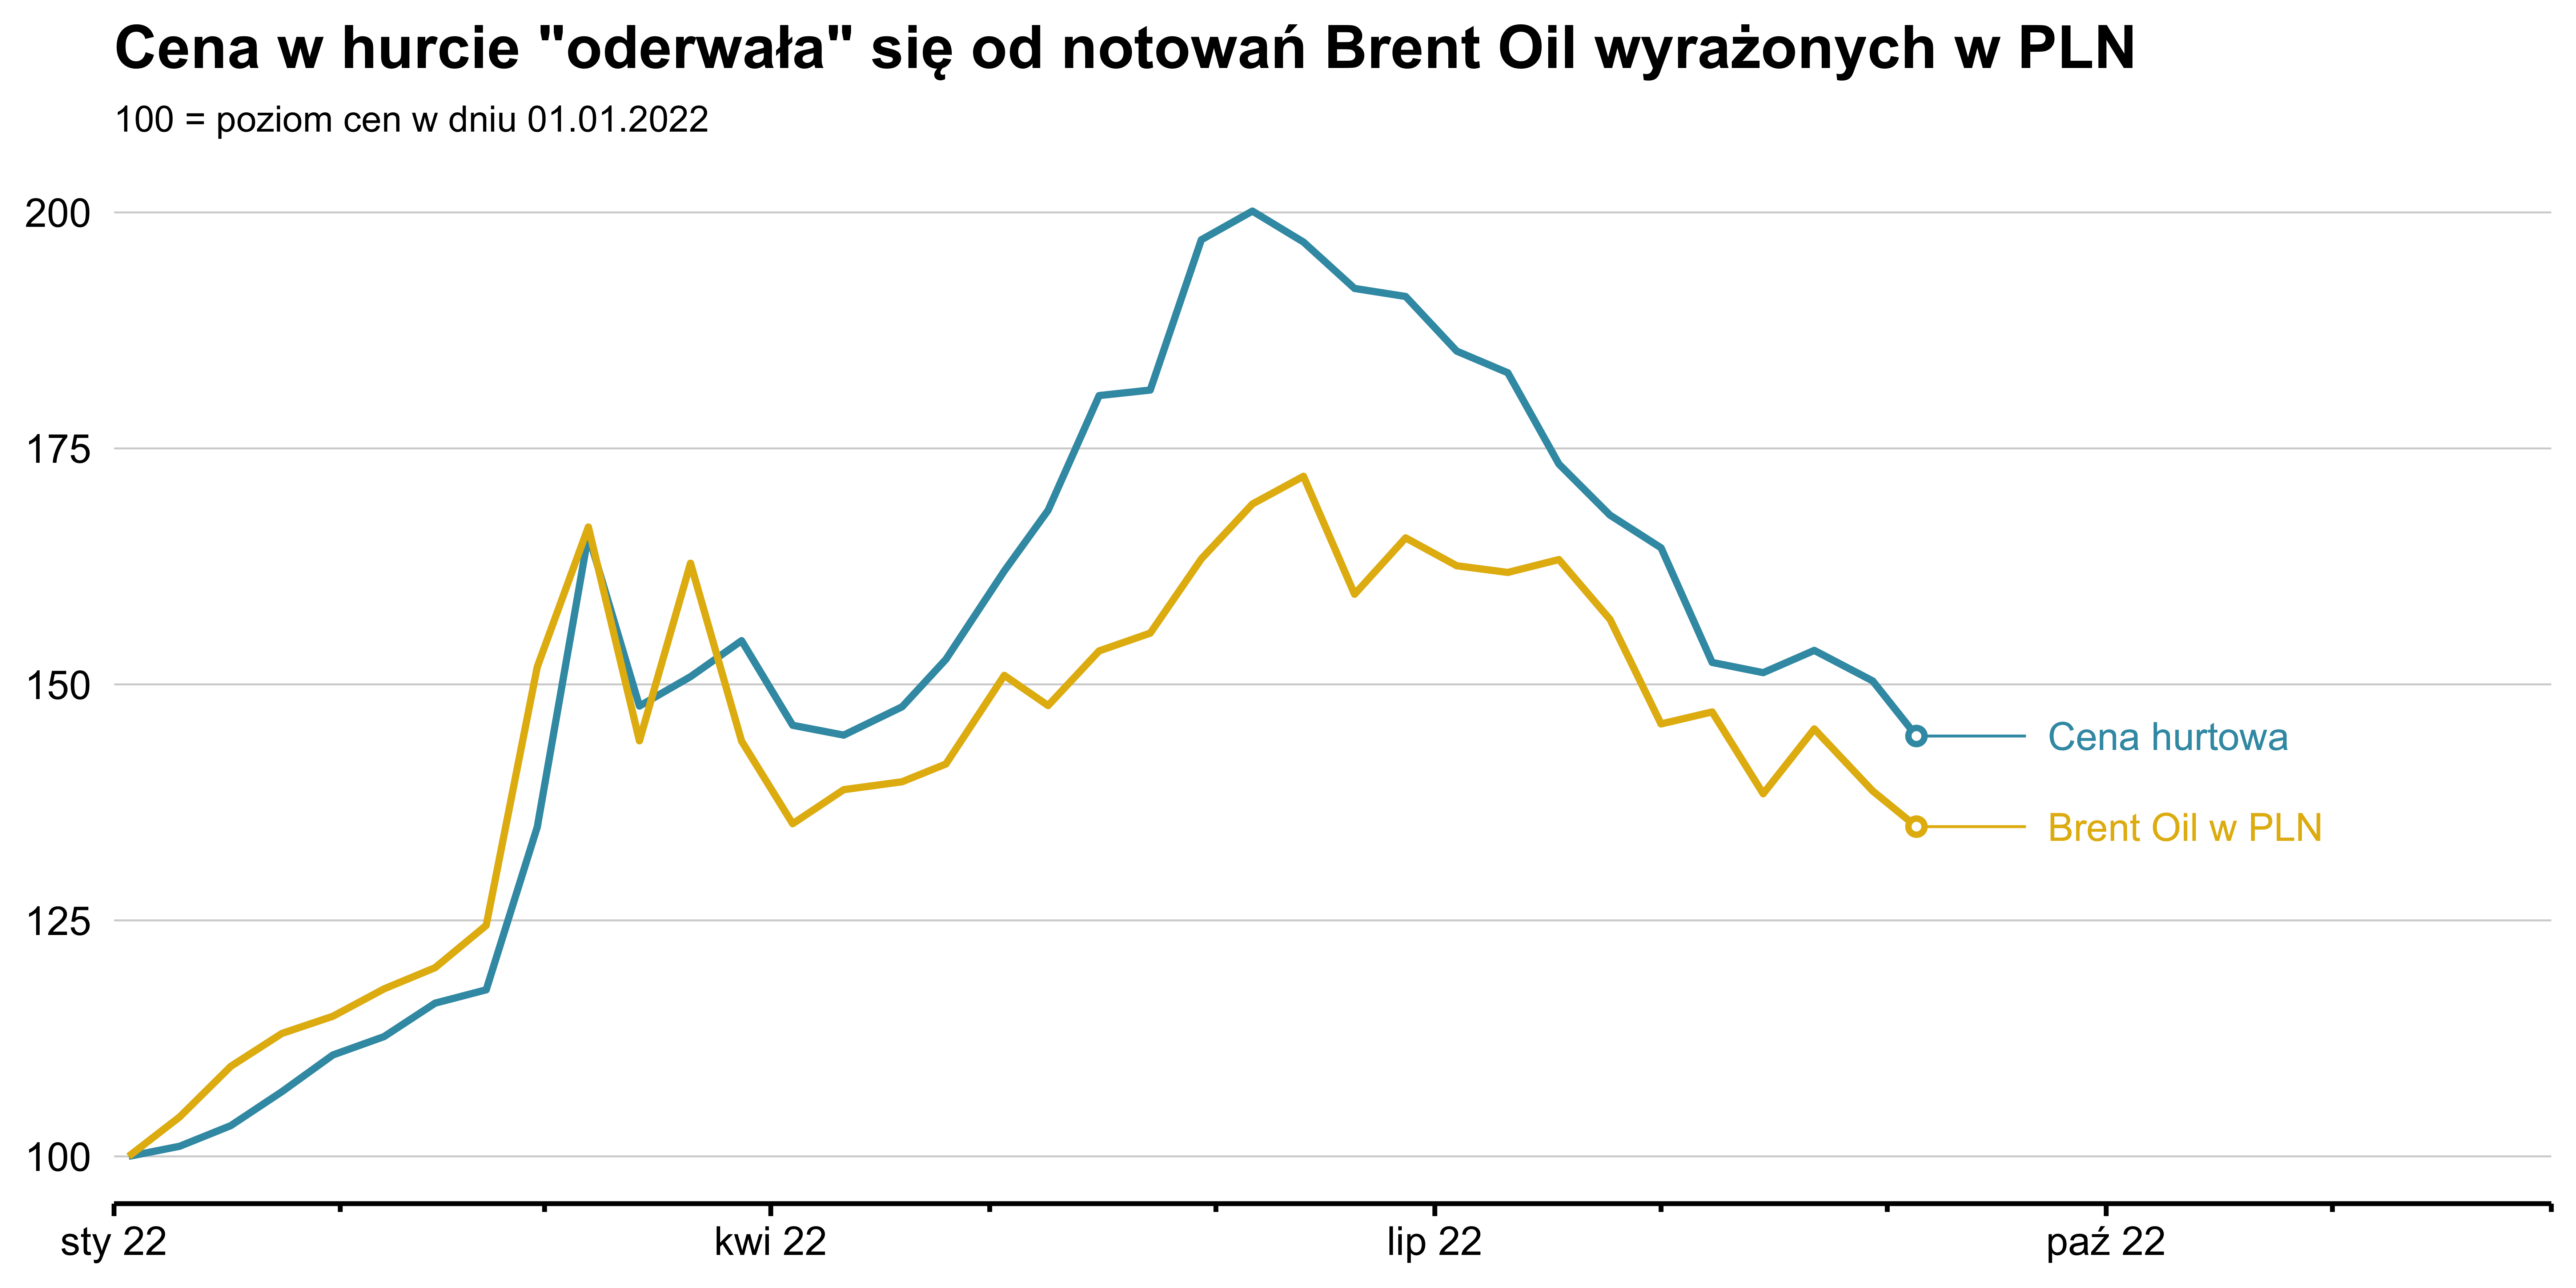 Cena w hurcie "oderwała" się od notowań Brent Oil wyrażonych w PLN
100 = poziom cen w dniu 01.01.2022
200
175
150
125
100
Cena hurtowa
Brent Oil w PLN
sty 22
kwi 22
lip 22
paź 22